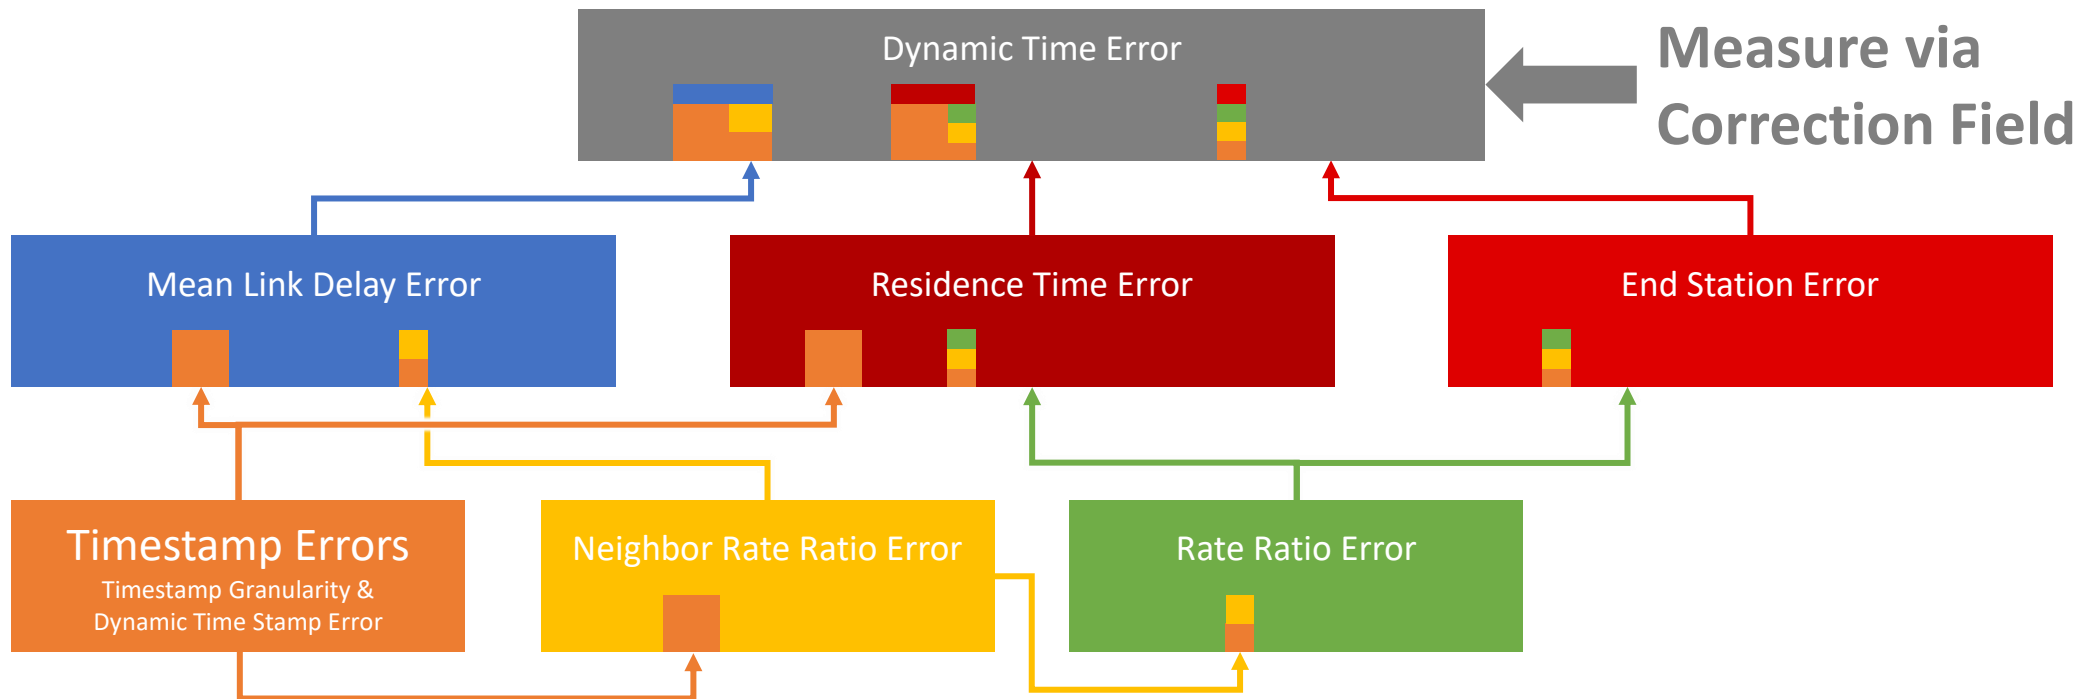 Dynamic Time Error
Measure via
Correction Field
Mean Link Delay Error
Residence Time Error
End Station Error
Timestamp Errors
Timestamp Granularity &
Dynamic Time Stamp Error
Neighbor Rate Ratio Error
Rate Ratio Error